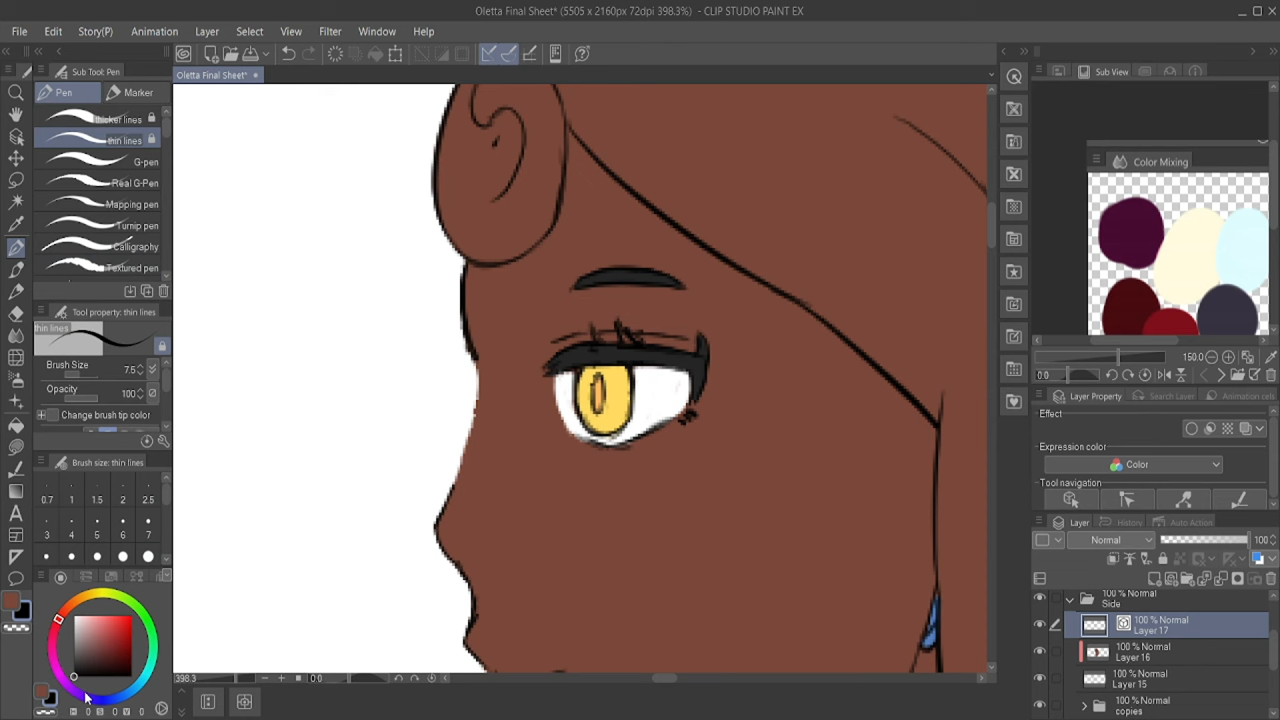 Oletta Final Sheet* (5505 x 2160px 72dpi 398.3%) - CLIP STUDIO PAINT EX
File Edit Story(P) Animation Layer Select View Filter Window Help
Sub Tool: Pen
Oletta Final Sheet*
Sub View
Pen Marker
thicker lines
thin lines
G-pen
Real G-Pen
Mapping pen
Turnip pen
Calligraphy
Textured pen
Color Mixing
Tool property: thin lines
thin lines
Brush Size 7.5
Opacity 100
Change brush tip color
150.0
0.0
Layer Property Search Layer Animation cels
Effect
Expression color
Color
Tool navigation
Brush size: thin lines
0.7 1 1.5 2 2.5
3 4 5 6 7
Layer History Auto Action
Normal 100
100 % Normal
Side
100 % Normal
Layer 17
100 % Normal
Layer 16
100 % Normal
Layer 15
100 % Normal
copies
398.3 0.0
H 0 S 0 V 0